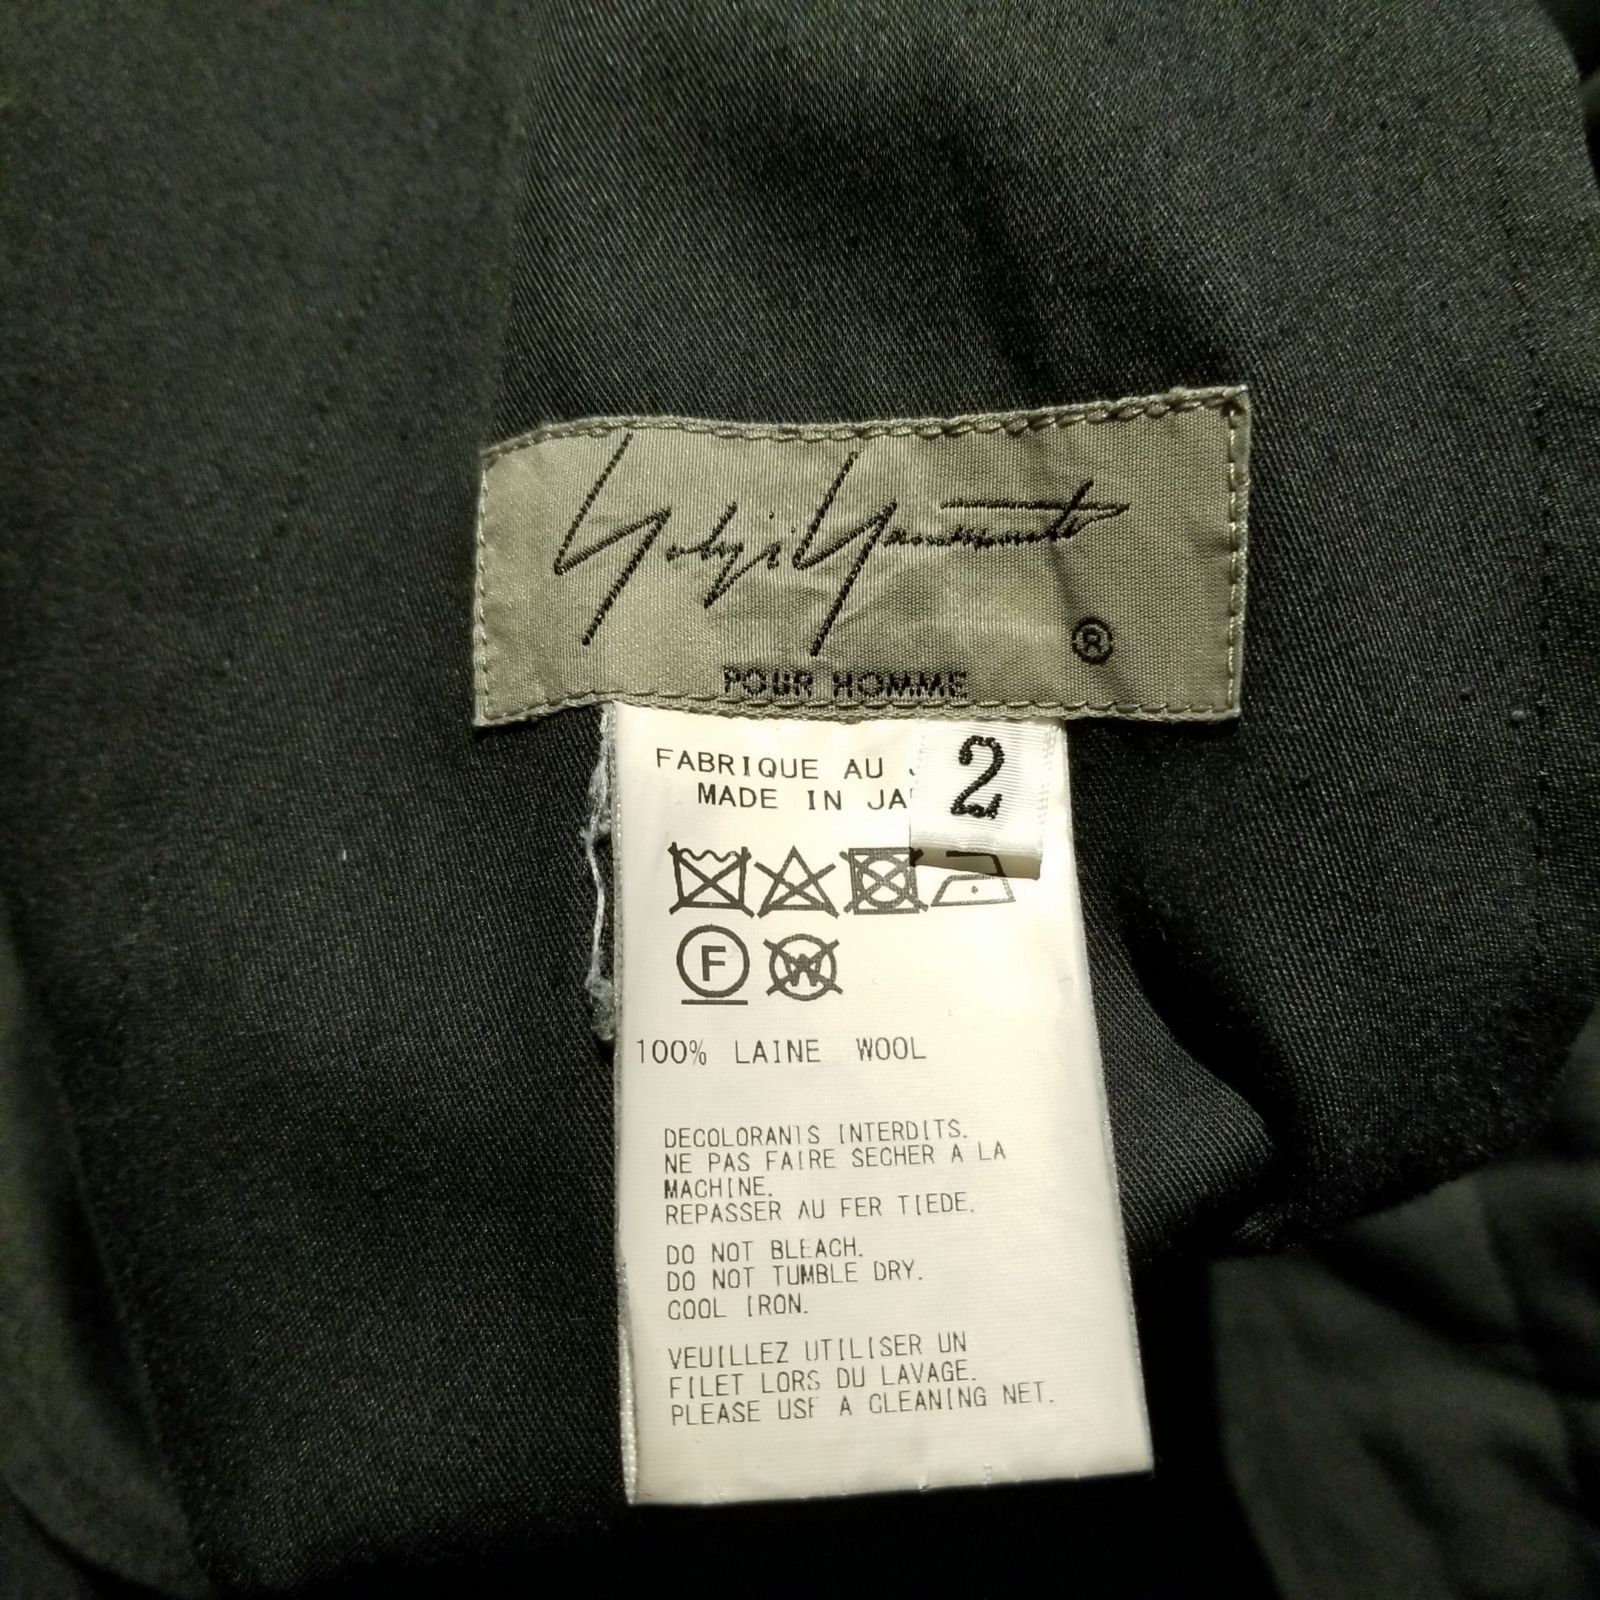 Yohji Yamamoto
®
POUR HOMME
2
FABRIQUE AU
MADE IN
F
W
100% LAINE WOOL
DECOLORANTS INTERDITS.
NE PAS FAIRE SECHER A LA
MACHINE.
REPASSER AU FER TIEDE.
DO NOT BLEACH.
DO NOT TUMBLE DRY.
COOL IRON.
VEUILLEZ UTILISER UN
FILET LORS DU LAVAGE.
PLEASE USE A CLEANING NET.